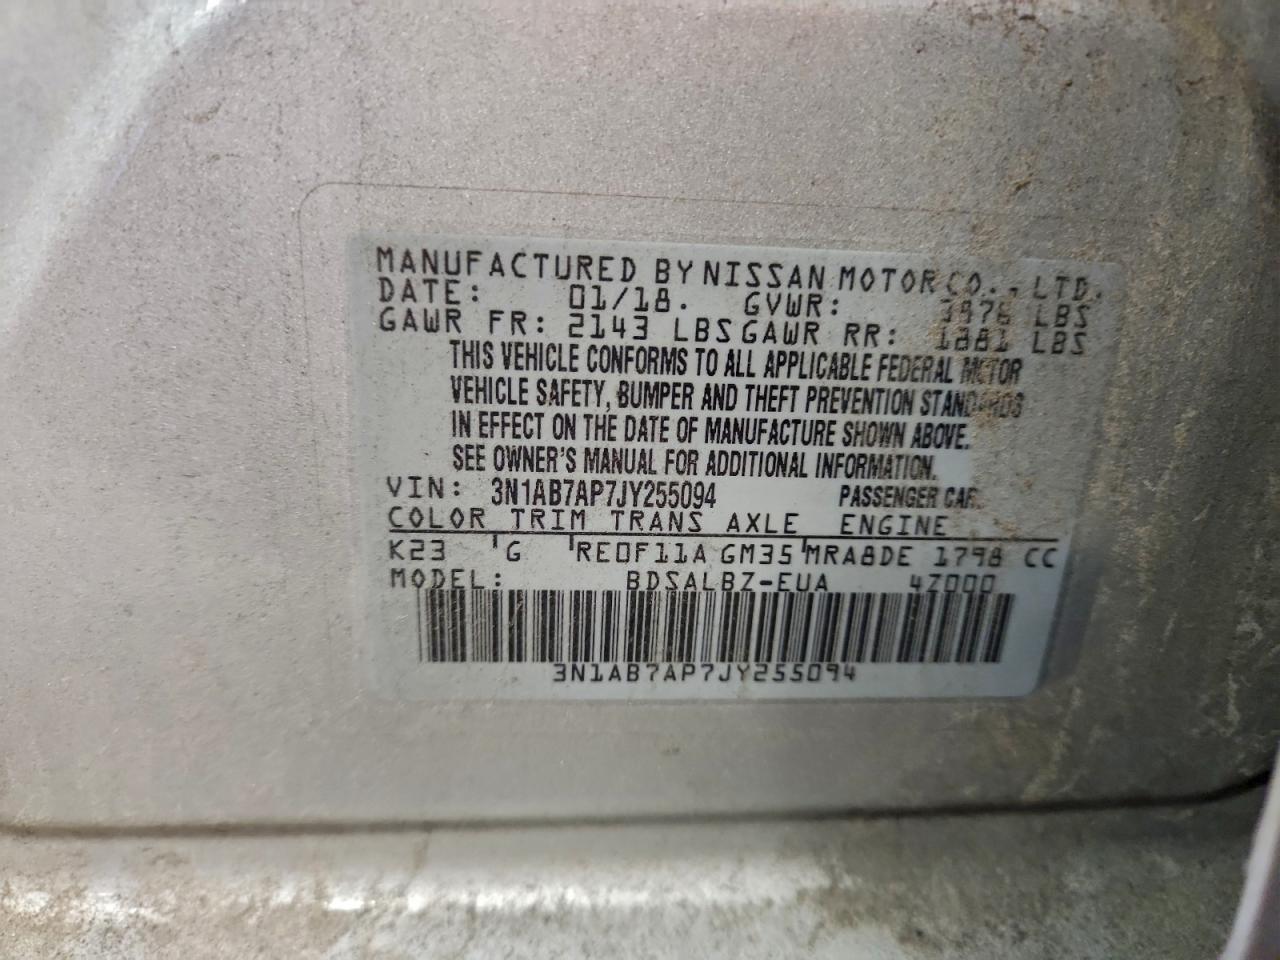 MANUFACTURED BY NISSAN MOTOR CO., LTD.
DATE: 01/18. GVWR: 3976 LBS
GAWR FR: 2143 LBS GAWR RR: 1881 LBS
THIS VEHICLE CONFORMS TO ALL APPLICABLE FEDERAL MOTOR
VEHICLE SAFETY, BUMPER AND THEFT PREVENTION STANDARDS
IN EFFECT ON THE DATE OF MANUFACTURE SHOWN ABOVE.
SEE OWNER'S MANUAL FOR ADDITIONAL INFORMATION.
VIN: 3N1AB7AP7JY255094 PASSENGER CAR
COLOR TRIM TRANS AXLE ENGINE
K23 G RE0F11A GM35 MRA8DE 1798 CC
MODEL: BDSALBZ-EUA 4Z000
3N1AB7AP7JY255094